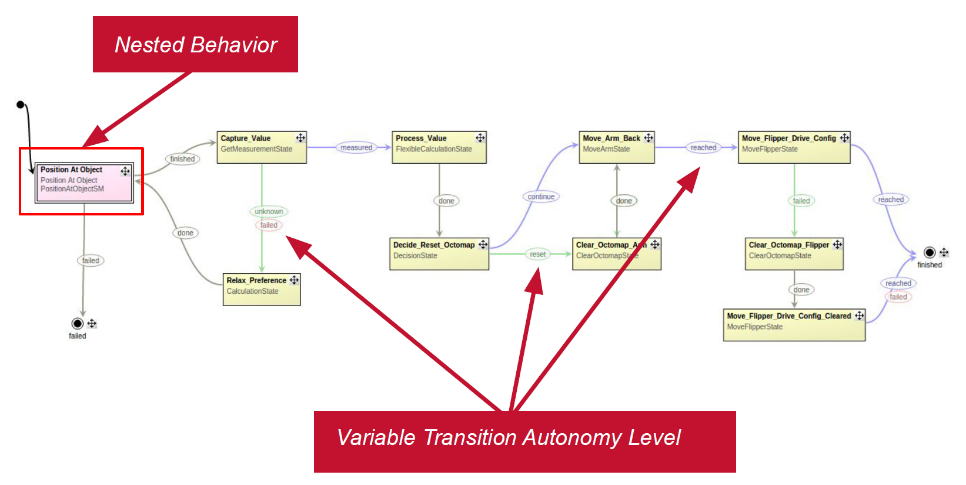 Nested Behavior
Capture_Value
GetMeasurementState
measured
Process_Value
FlexibleCalculationState
Move_Arm_Back
MoveArmState
reached
Move_Flipper_Drive_Config
MoveFlipperState
finished
Position At Object
Position At Object
PositionAtObjectSM
unknown
failed
done
continue
done
failed
reached
done
failed
Decide_Reset_Octomap
DecisionState
reset
Clear_Octomap_Arm
ClearOctomapState
Clear_Octomap_Flipper
ClearOctomapState
finished
Relax_Preference
CalculationState
done
reached
failed
failed
Move_Flipper_Drive_Config_Cleared
MoveFlipperState
Variable Transition Autonomy Level